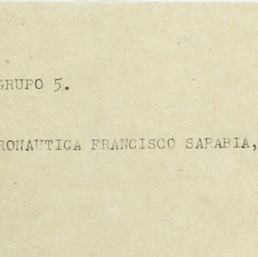 GRUPO 5.
RONAUTICA FRANCISCO SARABIA,